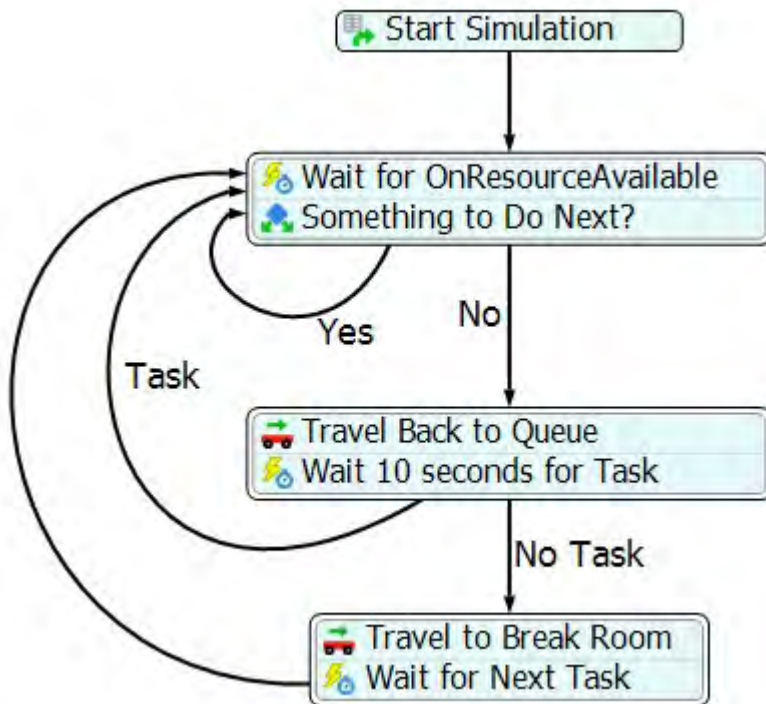 Start Simulation
Wait for OnResourceAvailable
Something to Do Next?
Yes
No
Task
Travel Back to Queue
Wait 10 seconds for Task
No Task
Travel to Break Room
Wait for Next Task